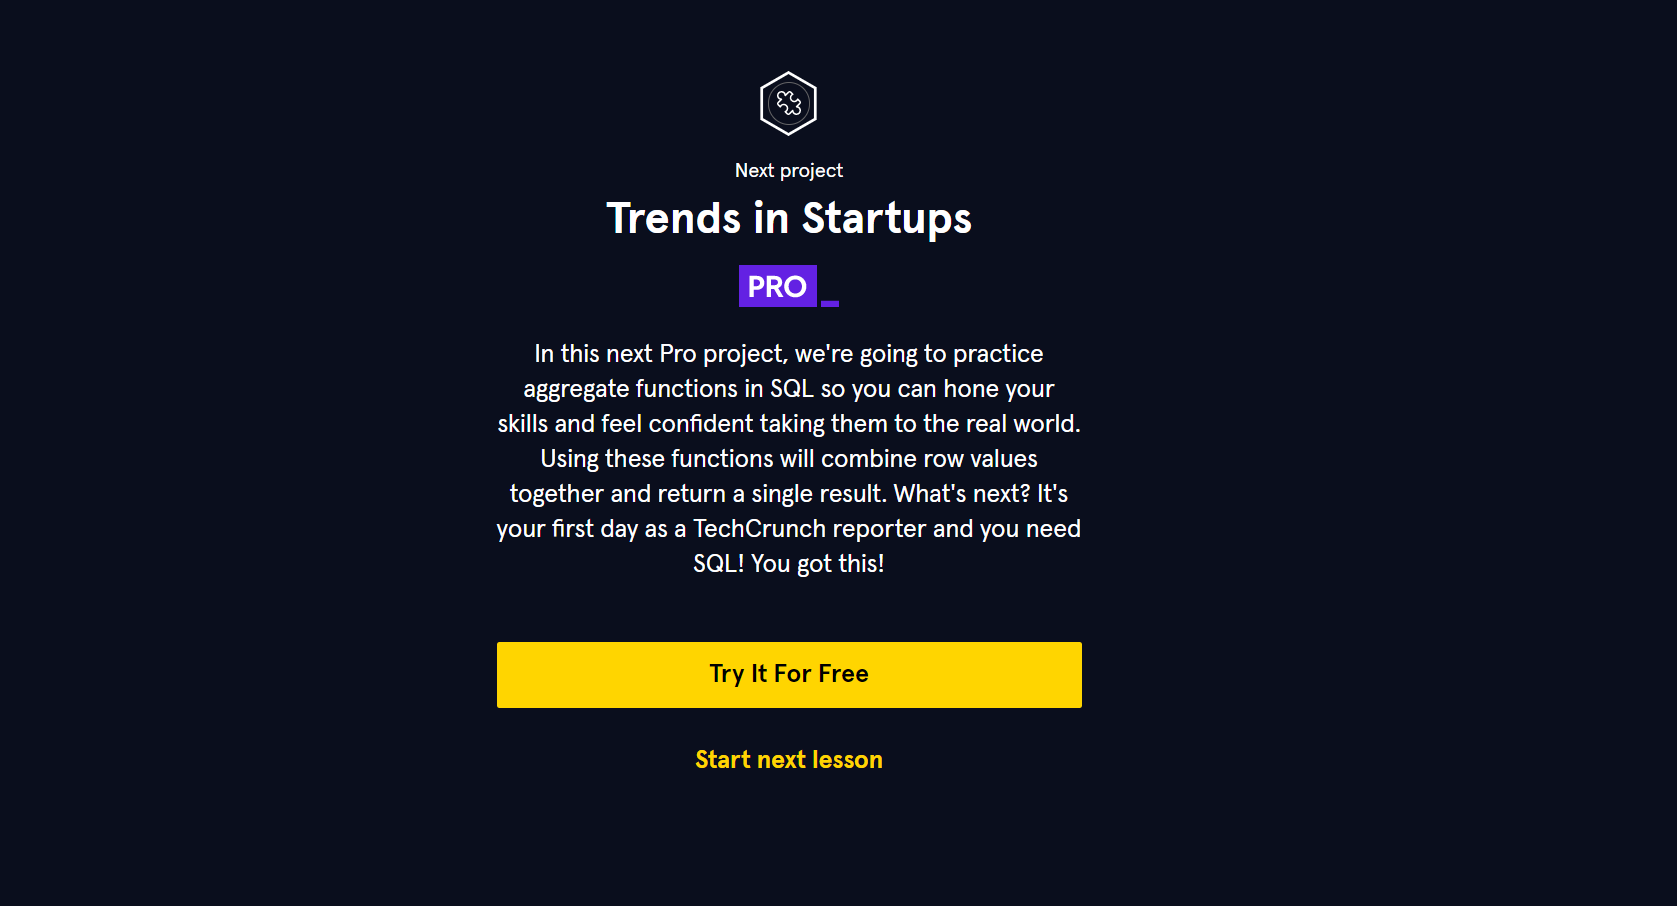 Next project
Trends in Startups
PRO
In this next Pro project, we're going to practice
aggregate functions in SQL so you can hone your
skills and feel confident taking them to the real world.
Using these functions will combine row values
together and return a single result. What's next? It's
your first day as a TechCrunch reporter and you need
SQL! You got this!
Try It For Free
Start next lesson